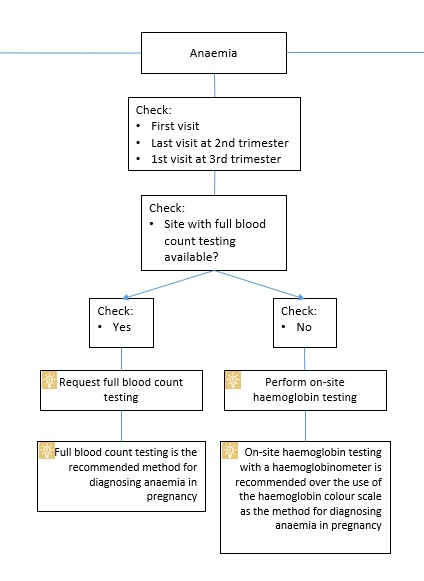 Anaemia
Check:
• First visit
• Last visit at 2nd trimester
• 1st visit at 3rd trimester
Check:
• Site with full blood
count testing
available?
Check:
• Yes
Check:
• No
Request full blood count
testing
Perform on-site
haemoglobin testing
Full blood count testing is the
recommended method for
diagnosing anaemia in
pregnancy
On-site haemoglobin testing
with a haemoglobinometer is
recommended over the use of
the haemoglobin colour scale
as the method for diagnosing
anaemia in pregnancy